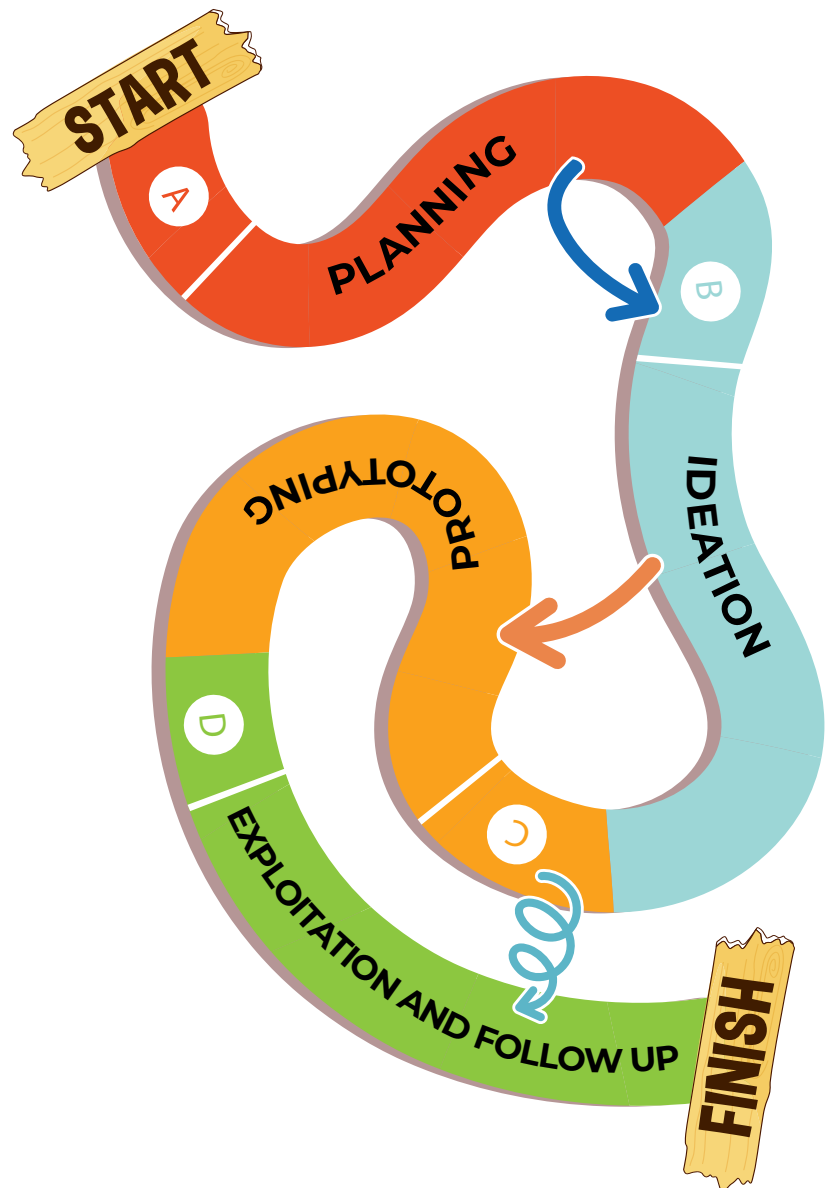 START
A
PLANNING
B
IDEATION
C
PROTOTYPING
D
EXPLOITATION AND FOLLOW UP
FINISH